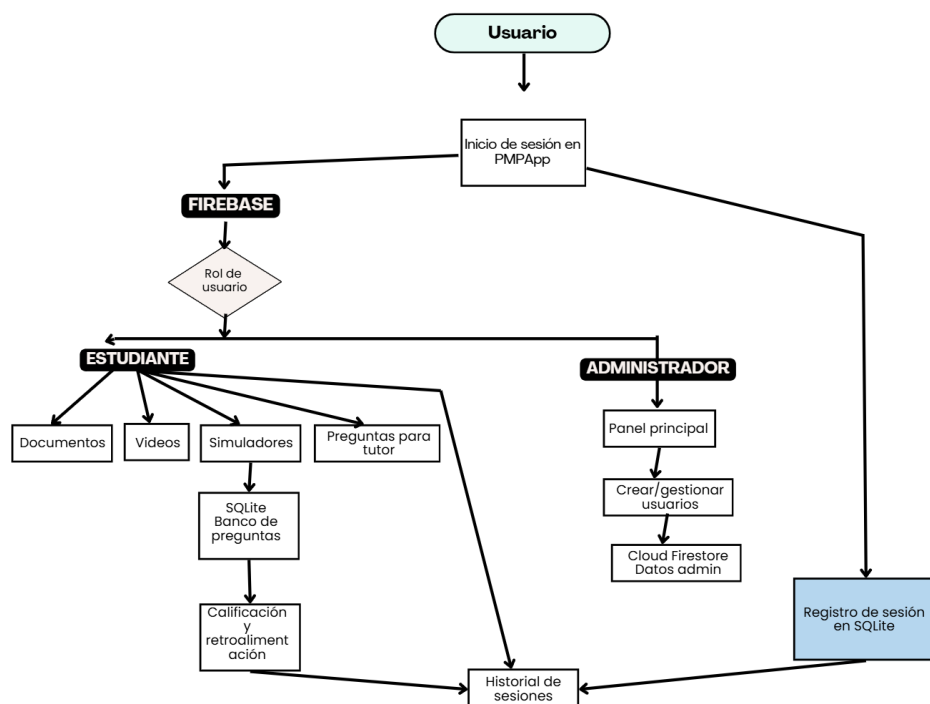 Usuario
Inicio de sesión en
PMPApp
FIREBASE
Rol de
usuario
ESTUDIANTE
ADMINISTRADOR
Documentos
Videos
Simuladores
Preguntas para
tutor
Panel principal
SQLite
Banco de
preguntas
Crear/gestionar
usuarios
Cloud Firestore
Datos admin
Calificación
y
retroaliment
ación
Registro de sesión
en SQLite
Historial de
sesiones